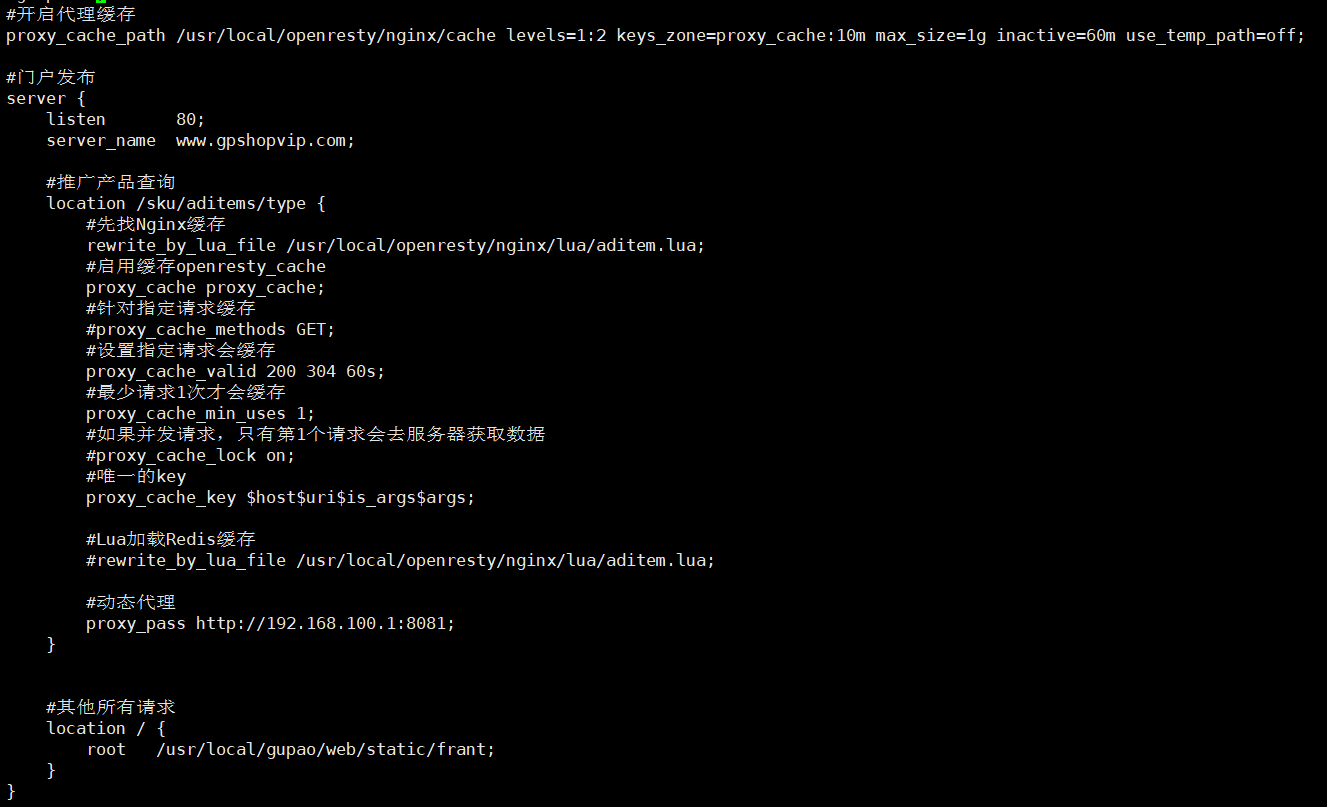 #开启代理缓存
proxy_cache_path /usr/local/openresty/nginx/cache levels=1:2 keys_zone=proxy_cache:10m max_size=1g inactive=60m use_temp_path=off;
#门户发布
server {
listen 80;
server_name www.gpshopvip.com;
#推广产品查询
location /sku/aditems/type {
#先找Nginx缓存
rewrite_by_lua_file /usr/local/openresty/nginx/lua/aditem.lua;
#启用缓存openresty_cache
proxy_cache proxy_cache;
#针对指定请求缓存
#proxy_cache_methods GET;
#设置指定请求会缓存
proxy_cache_valid 200 304 60s;
#最少请求1次才会缓存
proxy_cache_min_uses 1;
#如果并发请求，只有第1个请求会去服务器获取数据
#proxy_cache_lock on;
#唯一的key
proxy_cache_key $host$uri$is_args$args;
#Lua加载Redis缓存
#rewrite_by_lua_file /usr/local/openresty/nginx/lua/aditem.lua;
#动态代理
proxy_pass http://192.168.100.1:8081;
}
#其他所有请求
location / {
root /usr/local/gupao/web/static/frant;
}
}